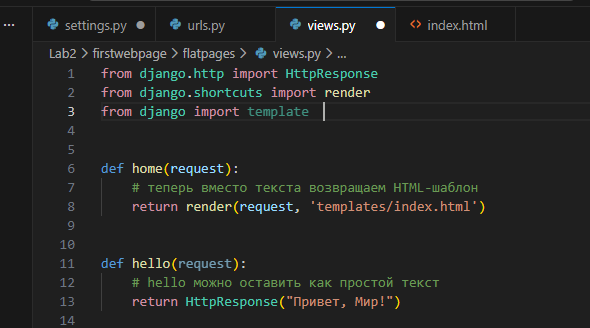 ... settings.py urls.py views.py index.html
Lab2 > firstwebpage > flatpages > views.py > ...
1 from django.http import HttpResponse
2 from django.shortcuts import render
3 from django import template
4
5
6 def home(request):
7 # теперь вместо текста возвращаем HTML-шаблон
8 return render(request, 'templates/index.html')
9
10
11 def hello(request):
12 # hello можно оставить как простой текст
13 return HttpResponse("Привет, Мир!")
14